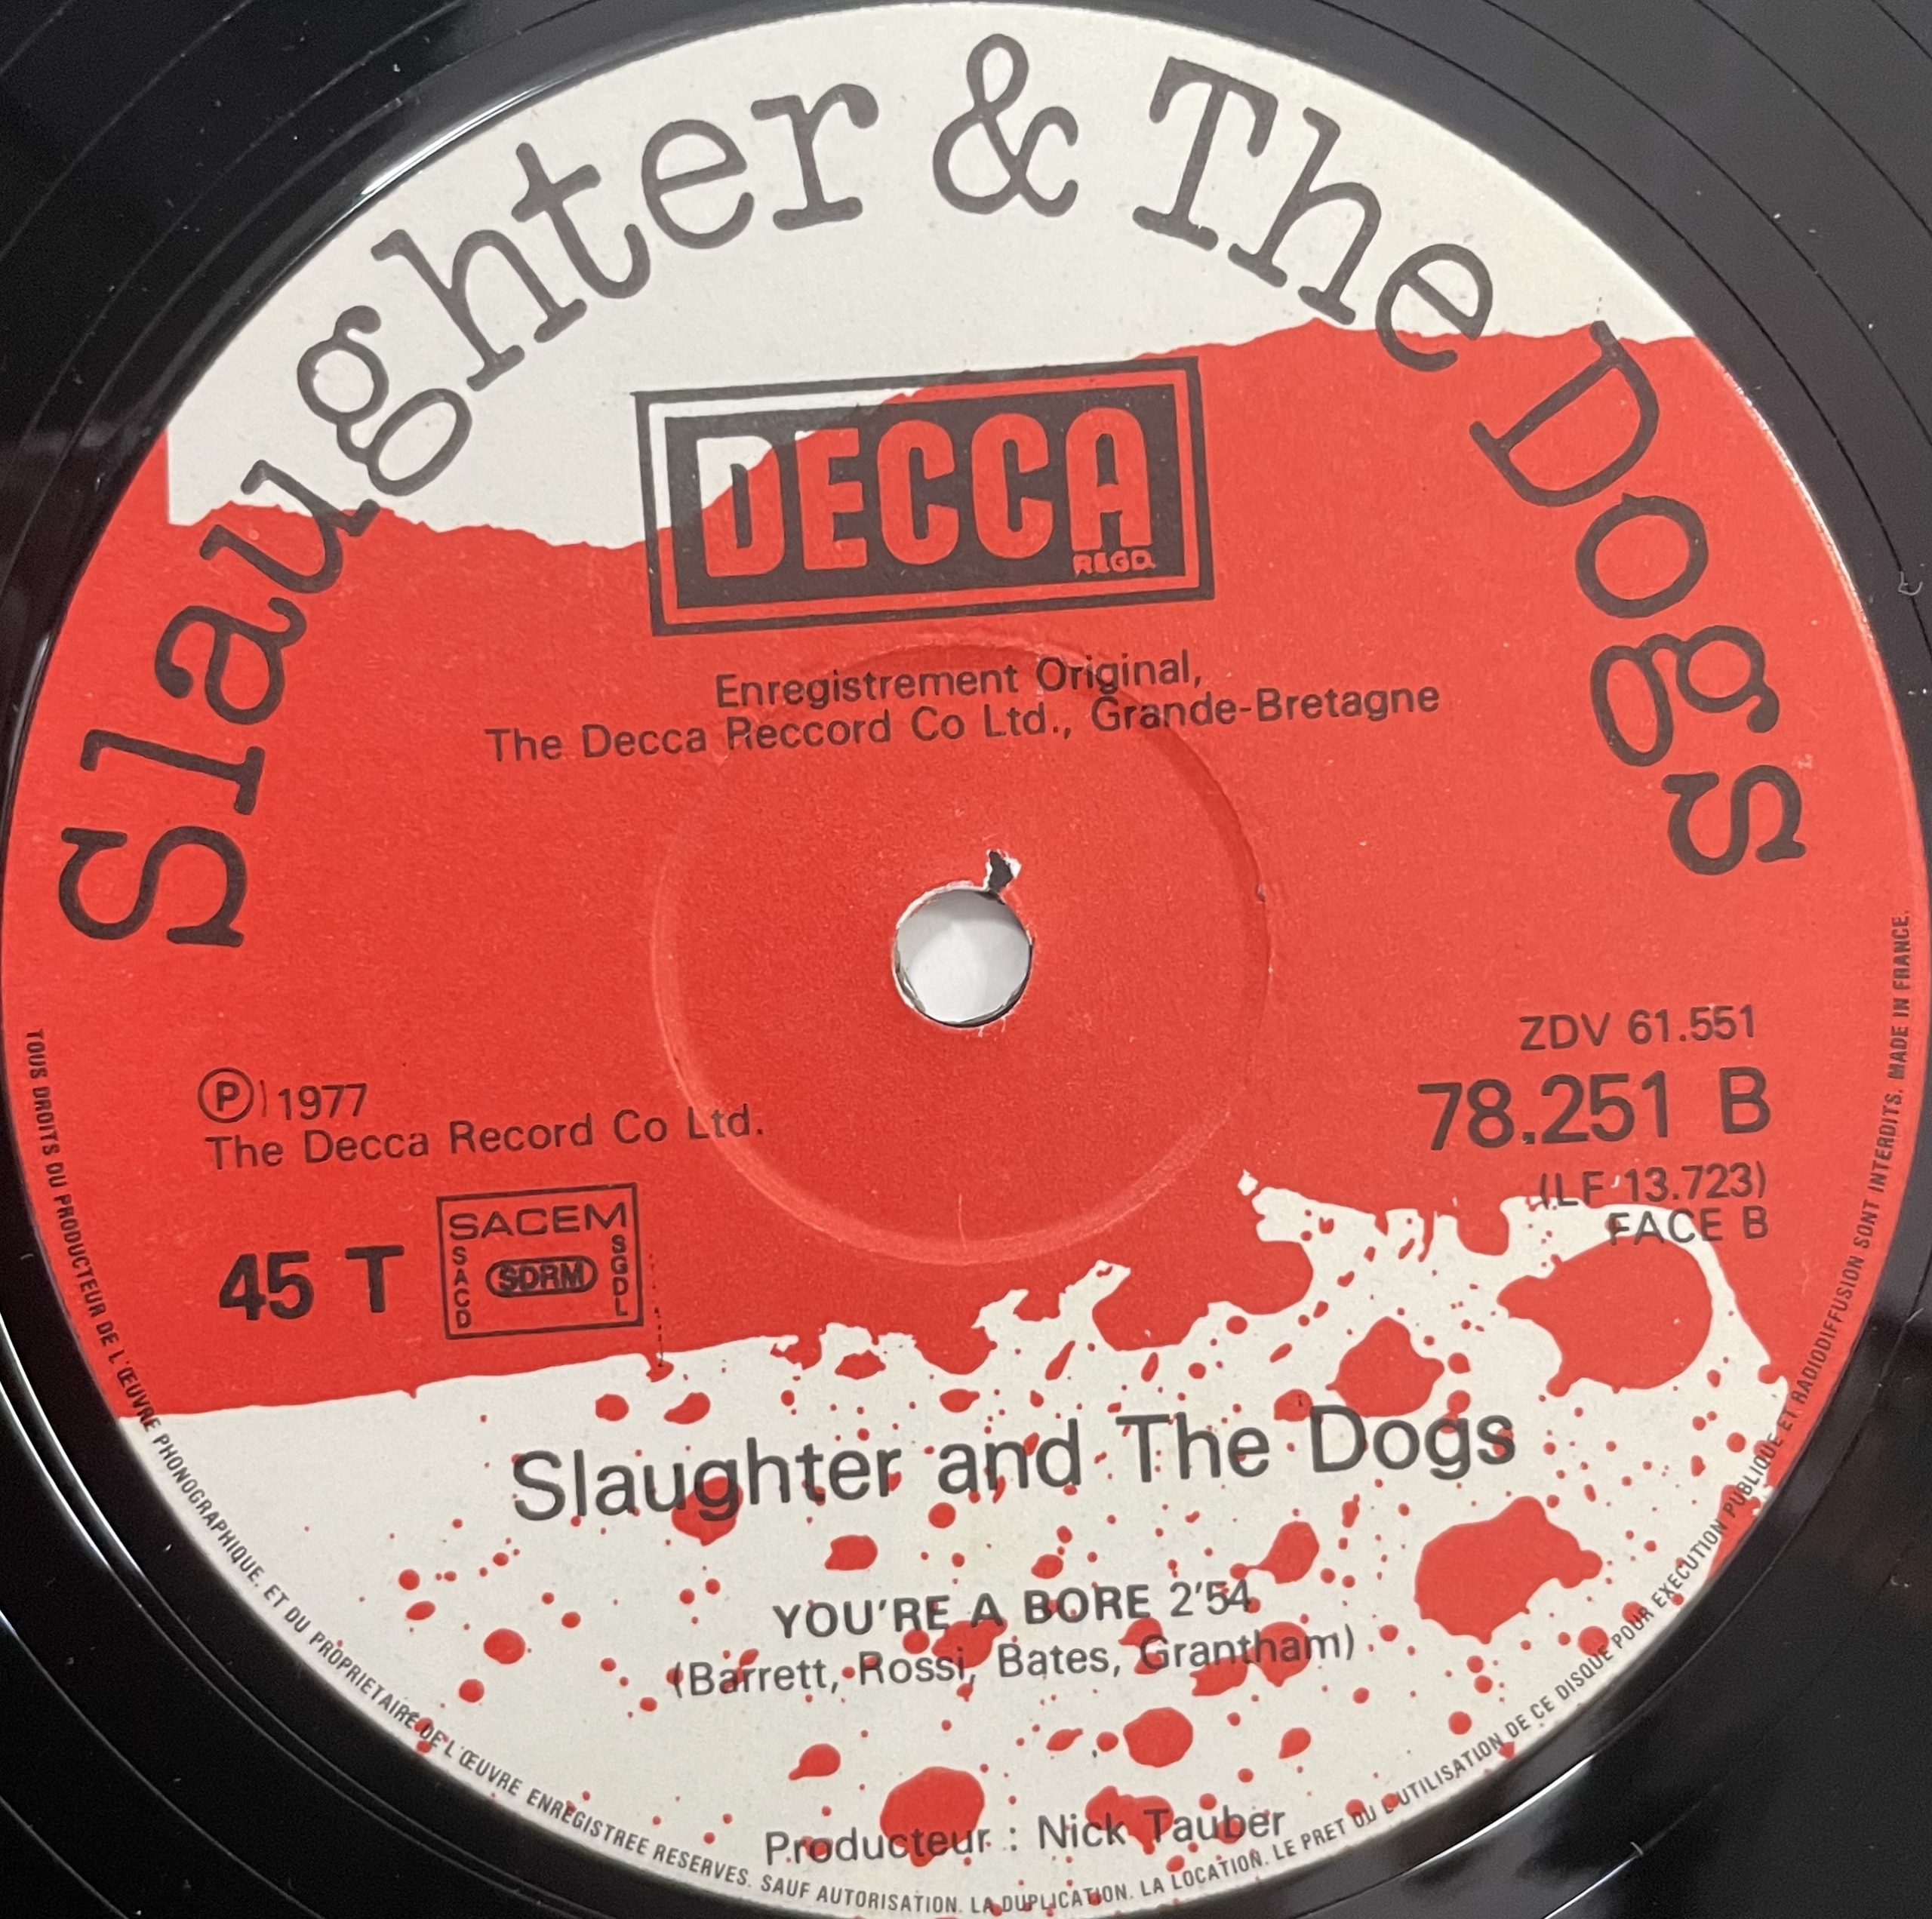 Slaughter & The Dogs
DECCA
REGD.
Enregistrement Original,
The Decca Reccord Co Ltd., Grande-Bretagne
ZDV 61.551
78.251 B
(LF 13.723)
FACE B
Ⓟ 1977
The Decca Record Co Ltd.
45 T
SACEM
SACD
SDRM
SGDL
Slaughter and The Dogs
YOU'RE A BORE 2'54
(Barrett, Rossi, Bates, Grantham)
Producteur : Nick Tauber
TOUS DROITS DU PRODUCTEUR DE L'ŒUVRE PHONOGRAPHIQUE. ET DU PROPRIETAIRE DE L'ŒUVRE ENREGISTREE RESERVES. SAUF AUTORISATION. LA DUPLICATION. LA LOCATION. LE PRET OU L'UTILISATION DE CE DISQUE POUR EXECUTION PUBLIQUE ET RADIODIFFUSION SONT INTERDITS. MADE IN FRANCE.